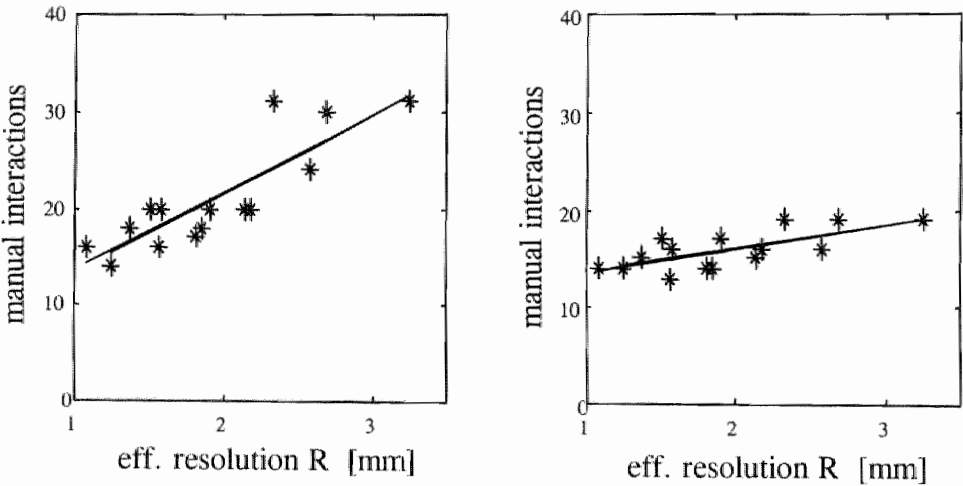 40
30
20
10
0
manual interactions
1 2 3
eff. resolution R [mm]
40
30
20
10
0
manual interactions
1 2 3
eff. resolution R [mm]